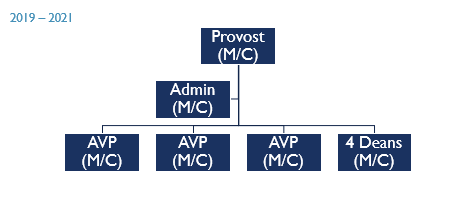 2019 – 2021
Provost
(M/C)
Admin
(M/C)
AVP
(M/C)
AVP
(M/C)
AVP
(M/C)
4 Deans
(M/C)